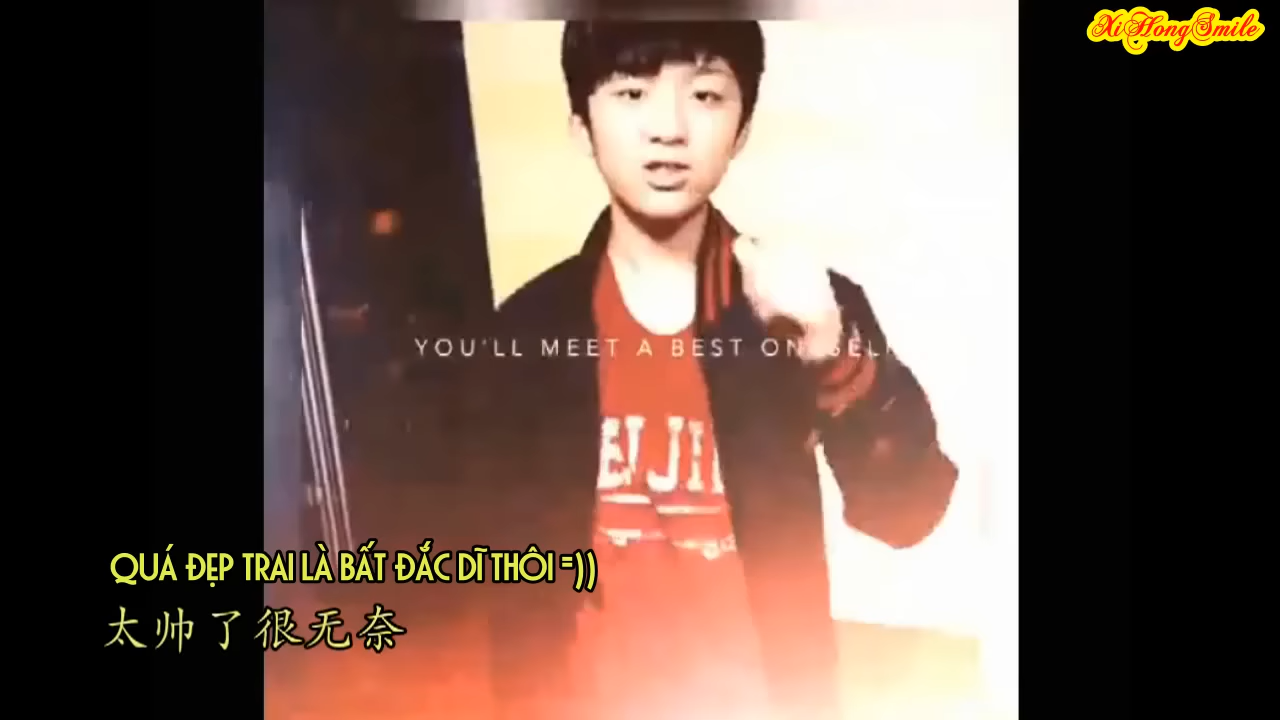 XiHongSmile
YOU'LL MEET A BEST ONESELF
EIJI
QUÁ ĐẸP TRAI LÀ BẤT ĐẮC DĨ THÔI =))
太帅了很无奈